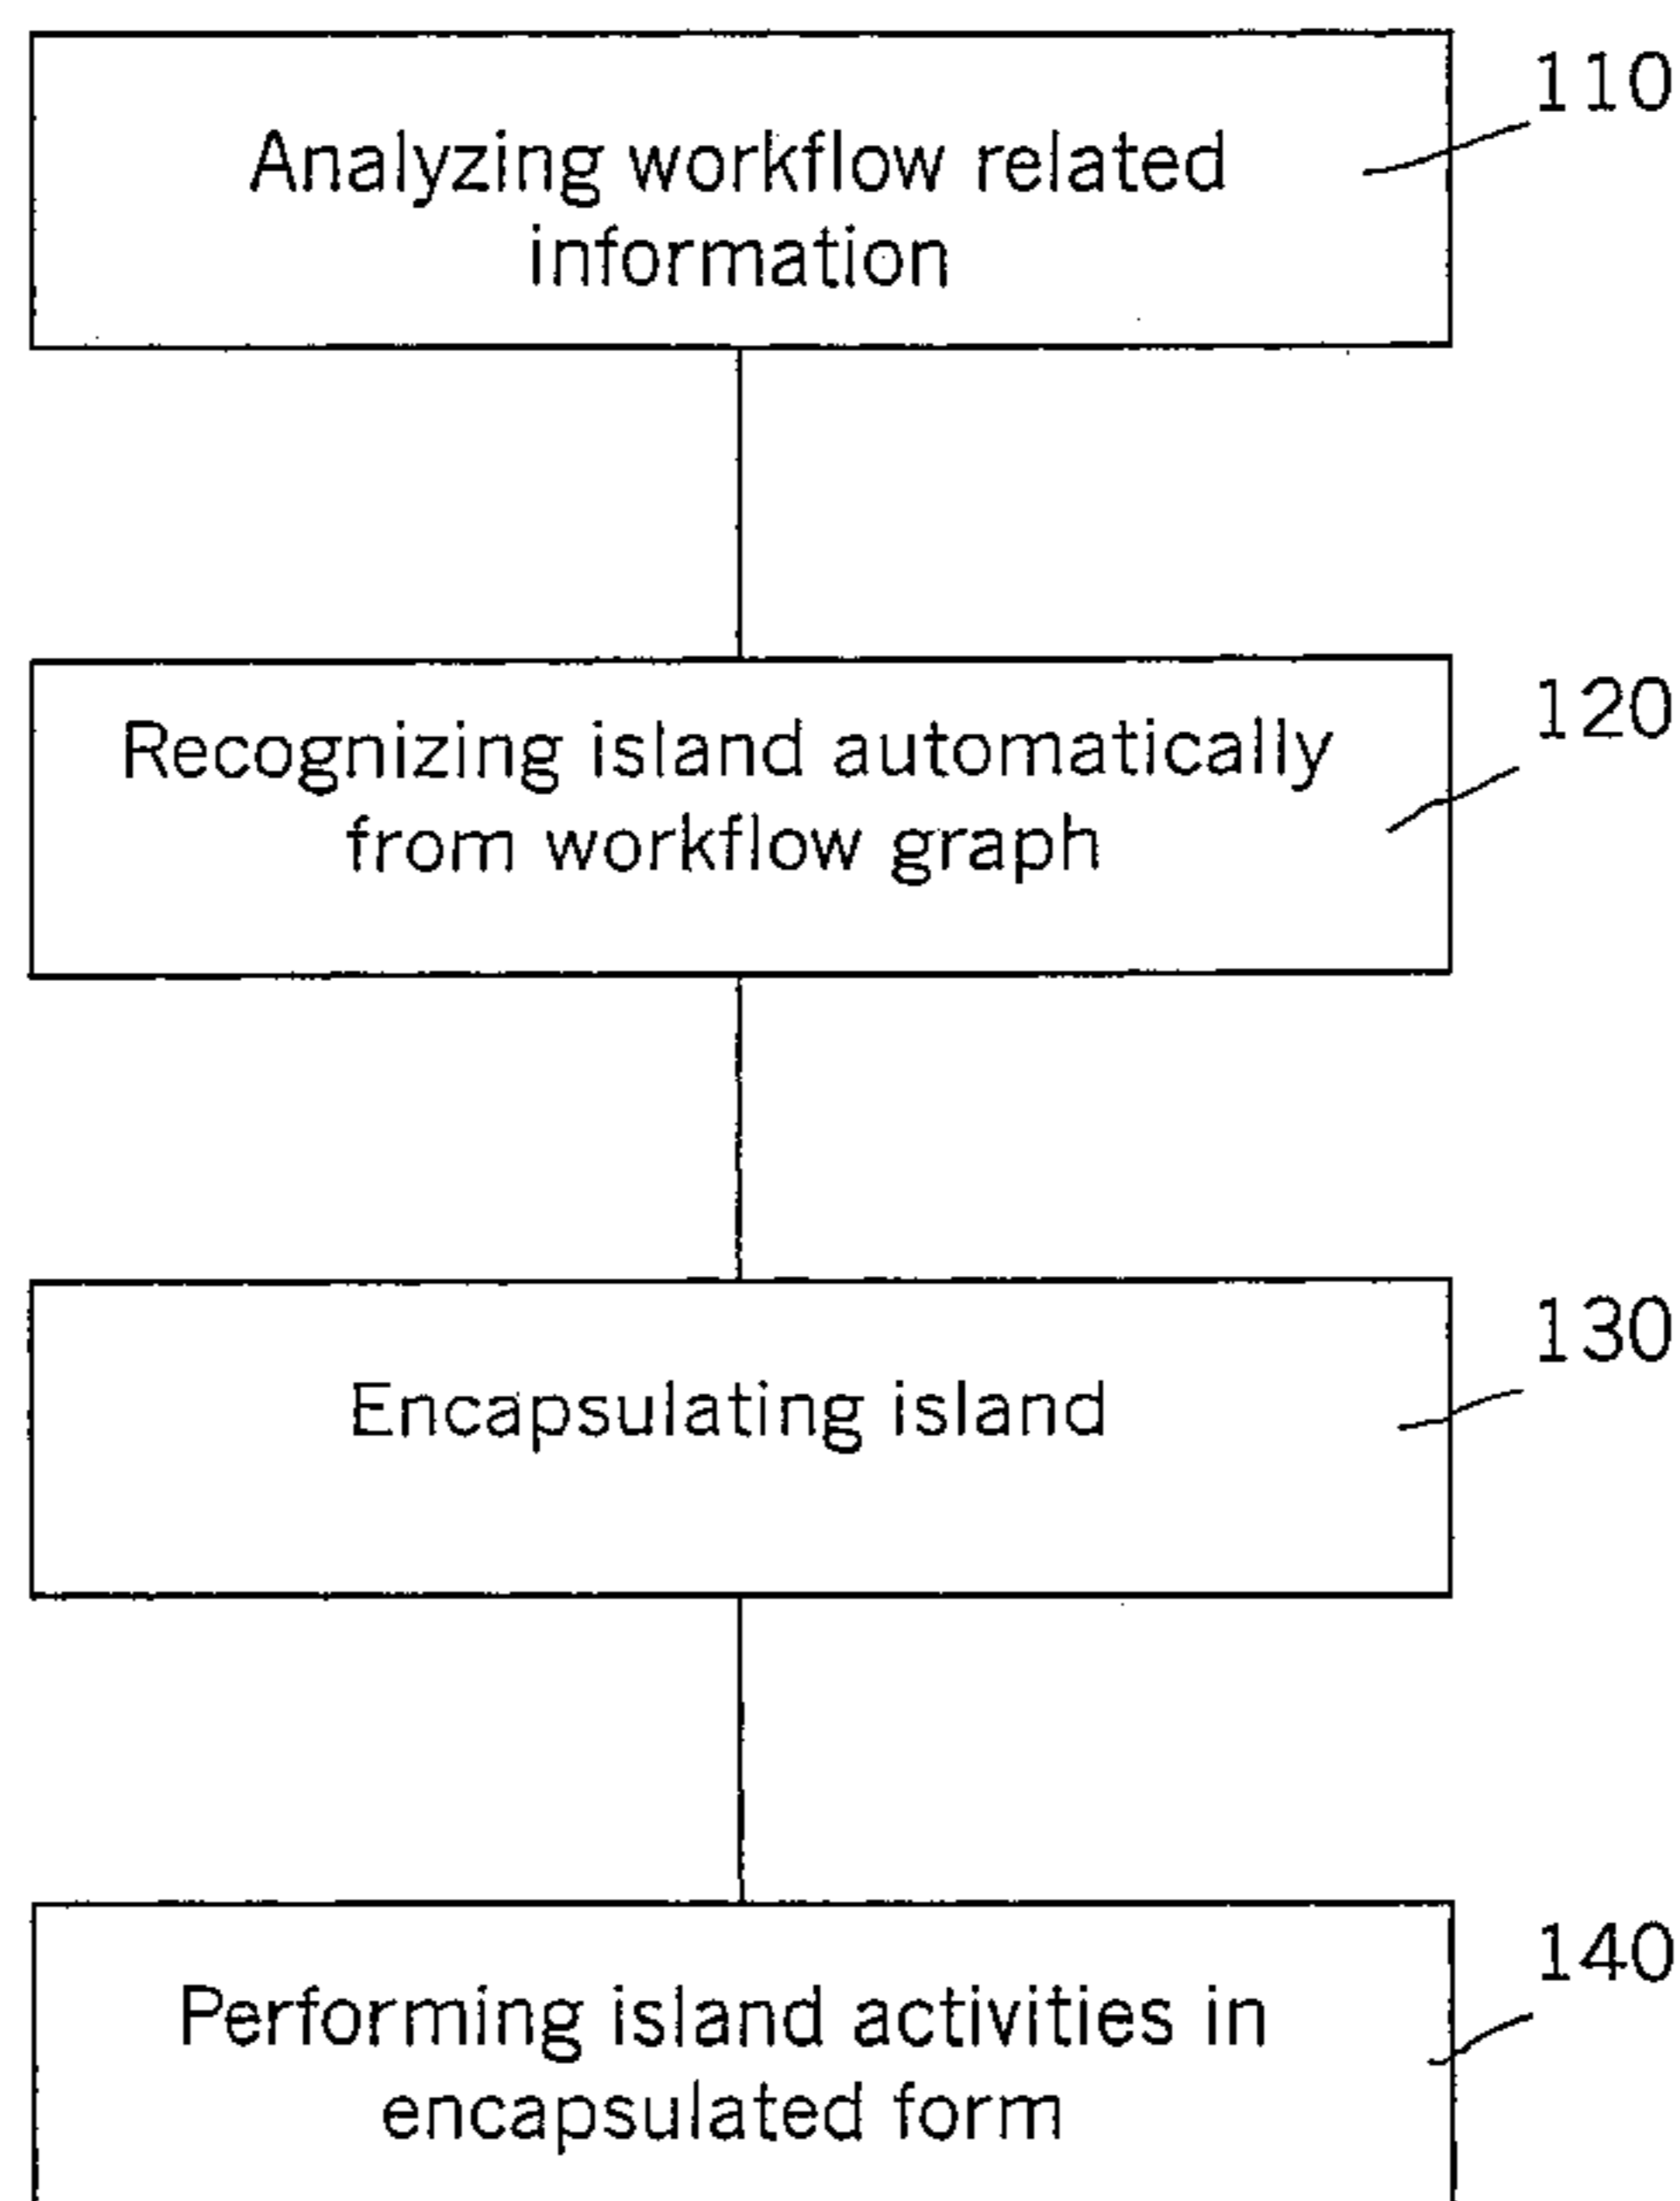 110
Analyzing workflow related
information
120
Recognizing island automatically
from workflow graph
130
Encapsulating island
140
Performing island activities in
encapsulated form